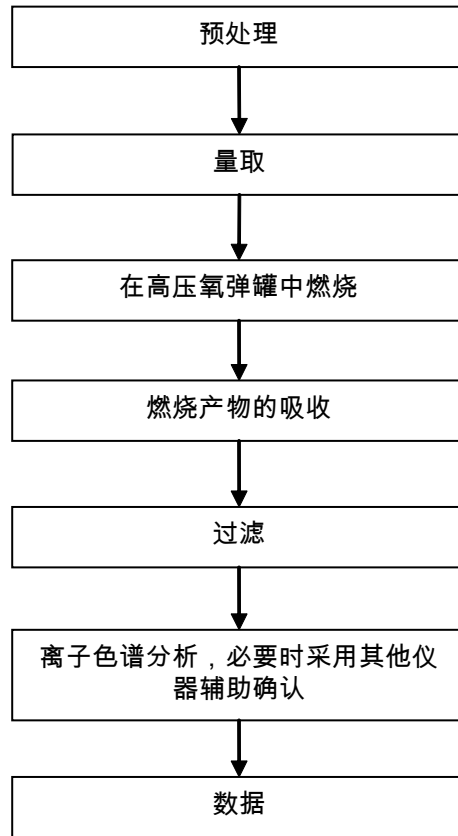 预处理
量取
在高压氧弹罐中燃烧
燃烧产物的吸收
过滤
离子色谱分析，必要时采用其他仪
器辅助确认
数据